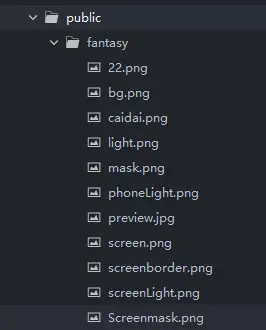 public
fantasy
22.png
bg.png
caidai.png
light.png
mask.png
phoneLight.png
preview.jpg
screen.png
screenborder.png
screenLight.png
Screenmask.png